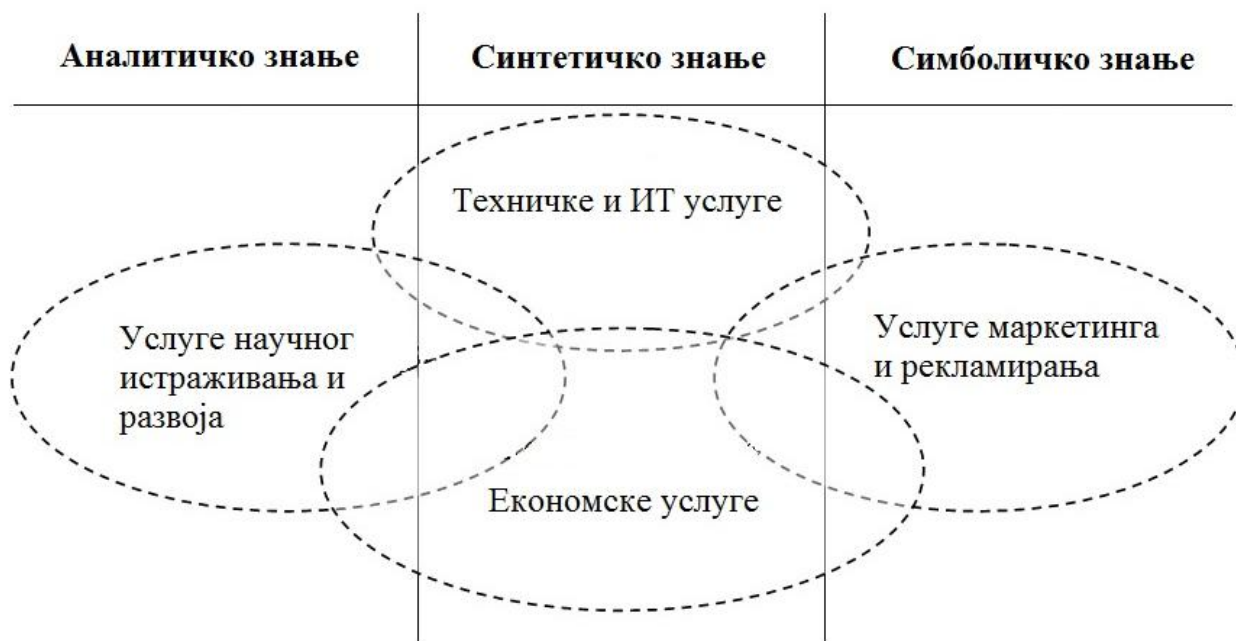 Аналитичко знање
Синтетичко знање
Симболичко знање
Техничке и ИТ услуге
Услуге научног
истраживања и
развоја
Услуге маркетинга
и рекламирања
Економске услуге